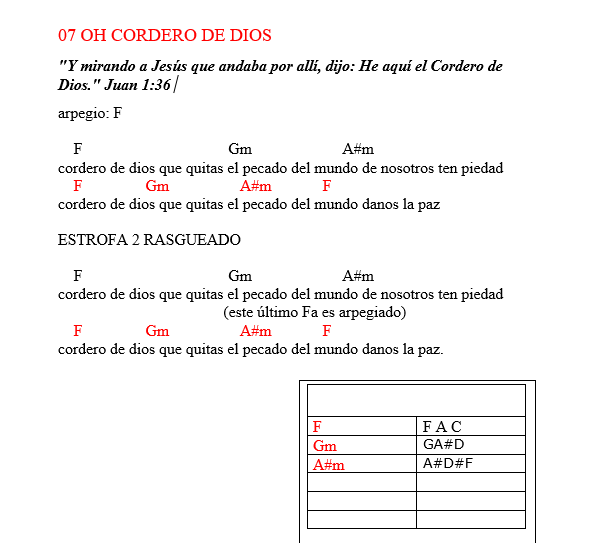 07 OH CORDERO DE DIOS
"Y mirando a Jesús que andaba por allí, dijo: He aquí el Cordero de
Dios." Juan 1:36
arpegio: F
F Gm A#m
cordero de dios que quitas el pecado del mundo de nosotros ten piedad
F Gm A#m F
cordero de dios que quitas el pecado del mundo danos la paz
ESTROFA 2 RASGUEADO
F Gm A#m
cordero de dios que quitas el pecado del mundo de nosotros ten piedad
(este último Fa es arpegiado)
F Gm A#m F
cordero de dios que quitas el pecado del mundo danos la paz.
F F A C
Gm GA#D
A#m A#D#F